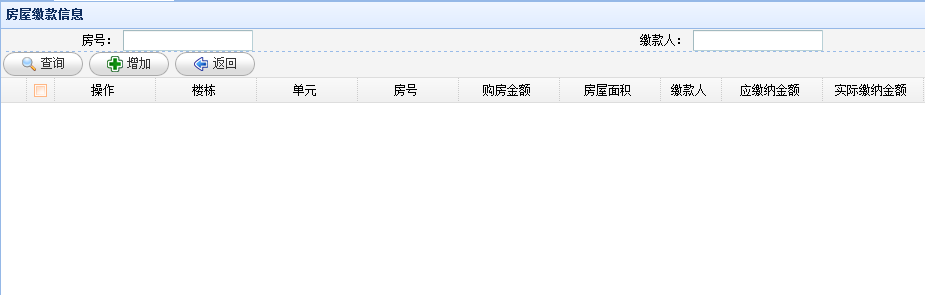 房屋缴款信息
房号： 缴款人：
查询 增加 返回
操作 楼栋 单元 房号 购房金额 房屋面积 缴款人 应缴纳金额 实际缴纳金额